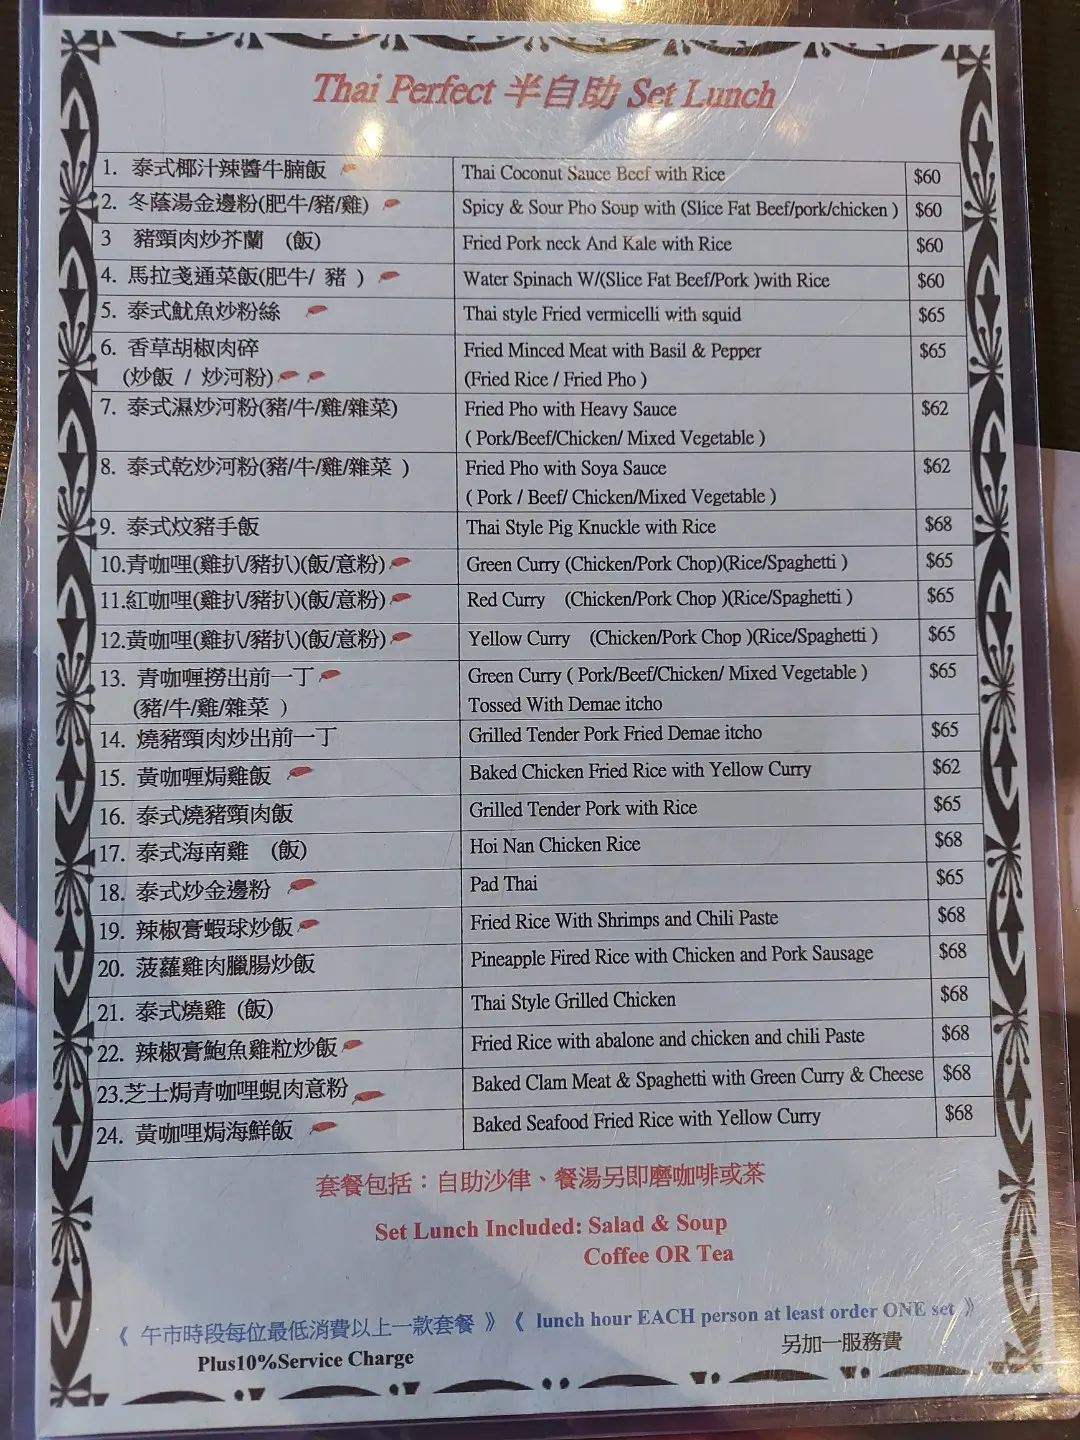 Thai Perfect 半自助 Set Lunch
1. 泰式椰汁辣醬牛腩飯 Thai Coconut Sauce Beef with Rice $60
2. 冬蔭湯金邊粉(肥牛/豬/雞) Spicy & Sour Pho Soup with (Slice Fat Beef/pork/chicken ) $60
3 豬頸肉炒芥蘭 (飯) Fried Pork neck And Kale with Rice $60
4. 馬拉戔通菜飯(肥牛/ 豬 ) Water Spinach W/(Slice Fat Beef/Pork )with Rice $60
5. 泰式魷魚炒粉絲 Thai style Fried vermicelli with squid $65
6. 香草胡椒肉碎 Fried Minced Meat with Basil & Pepper $65
(炒飯 / 炒河粉) (Fried Rice / Fried Pho )
7. 泰式濕炒河粉(豬/牛/雞/雜菜) Fried Pho with Heavy Sauce $62
( Pork/Beef/Chicken/ Mixed Vegetable )
8. 泰式乾炒河粉(豬/牛/雞/雜菜 ) Fried Pho with Soya Sauce $62
( Pork / Beef/ Chicken/Mixed Vegetable )
9. 泰式炆豬手飯 Thai Style Pig Knuckle with Rice $68
10.青咖哩(雞扒/豬扒)(飯/意粉) Green Curry (Chicken/Pork Chop)(Rice/Spaghetti ) $65
11.紅咖哩(雞扒/豬扒)(飯/意粉) Red Curry (Chicken/Pork Chop )(Rice/Spaghetti ) $65
12.黃咖哩(雞扒/豬扒)(飯/意粉) Yellow Curry (Chicken/Pork Chop )(Rice/Spaghetti ) $65
13. 青咖喱撈出前一丁 Green Curry ( Pork/Beef/Chicken/ Mixed Vegetable ) $65
(豬/牛/雞/雜菜 ) Tossed With Demae itcho
14. 燒豬頸肉炒出前一丁 Grilled Tender Pork Fried Demae itcho $65
15. 黃咖喱焗雞飯 Baked Chicken Fried Rice with Yellow Curry $62
16. 泰式燒豬頸肉飯 Grilled Tender Pork with Rice $65
17. 泰式海南雞 (飯) Hoi Nan Chicken Rice $68
18. 泰式炒金邊粉 Pad Thai $65
19. 辣椒膏蝦球炒飯 Fried Rice With Shrimps and Chili Paste $68
20. 菠蘿雞肉臘腸炒飯 Pineapple Fired Rice with Chicken and Pork Sausage $68
21. 泰式燒雞 (飯) Thai Style Grilled Chicken $68
22. 辣椒膏鮑魚雞粒炒飯 Fried Rice with abalone and chicken and chili Paste $68
23.芝士焗青咖哩蜆肉意粉 Baked Clam Meat & Spaghetti with Green Curry & Cheese $68
24. 黃咖哩焗海鮮飯 Baked Seafood Fried Rice with Yellow Curry $68
套餐包括：自助沙律、餐湯另即磨咖啡或茶
Set Lunch Included: Salad & Soup
Coffee OR Tea
《 午市時段每位最低消費以上一款套餐 》《 lunch hour EACH person at least order ONE set 》
Plus10%Service Charge 另加一服務費